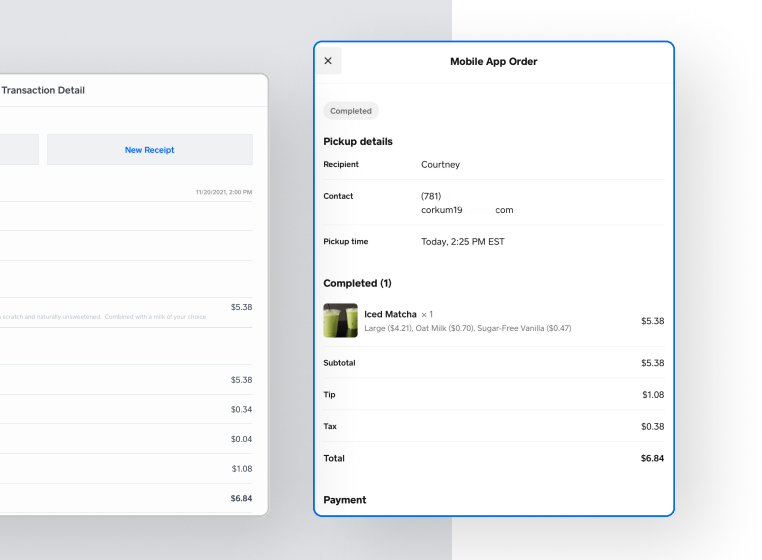 Transaction Detail
New Receipt
11/20/2021, 2:00 PM
$5.38
scratch and naturally unsweetened. Combined with a milk of your choice.
$5.38
$0.34
$0.04
$1.08
$6.84
Mobile App Order
Completed
Pickup details
Recipient Courtney
Contact (781)
corkum19 com
Pickup time Today, 2:25 PM EST
Completed (1)
Iced Matcha × 1
$5.38
Large ($4.21), Oat Milk ($0.70), Sugar-Free Vanilla ($0.47)
Subtotal $5.38
Tip $1.08
Tax $0.38
Total $6.84
Payment